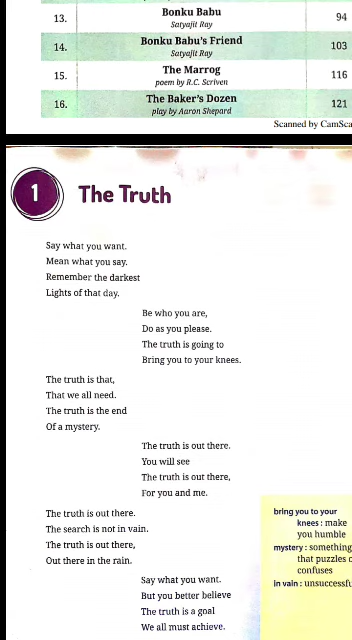 13.
Bonku Babu
94
Satyajit Ray
14.
Bonku Babu's Friend
103
Satyajit Ray
15.
The Marrog
116
poem by R.C. Scriven
16.
The Baker's Dozen
121
play by Aaron Shepard
Scanned by CamSca
1
The Truth
Say what you want.
Mean what you say.
Remember the darkest
Lights of that day.
Be who you are,
Do as you please.
The truth is going to
Bring you to your knees.
The truth is that,
That we all need.
The truth is the end
Of a mystery.
The truth is out there.
You will see
The truth is out there,
For you and me.
The truth is out there.
The search is not in vain.
The truth is out there,
Out there in the rain.
Say what you want.
But you better believe
The truth is a goal
We all must achieve.
bring you to your
knees : make
you humble
mystery : something
that puzzles o
confuses
in vain : unsuccessfu